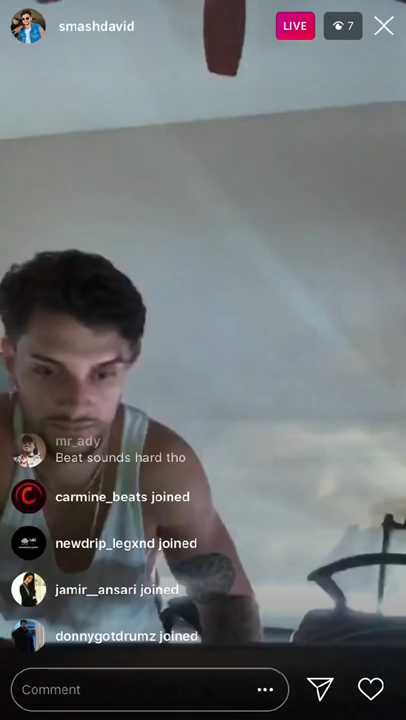 smashdavid
LIVE
7
mr_ady
Beat sounds hard tho
carmine_beats joined
newdrip_legxnd joined
jamir__ansari joined
donnygotdrumz joined
Comment